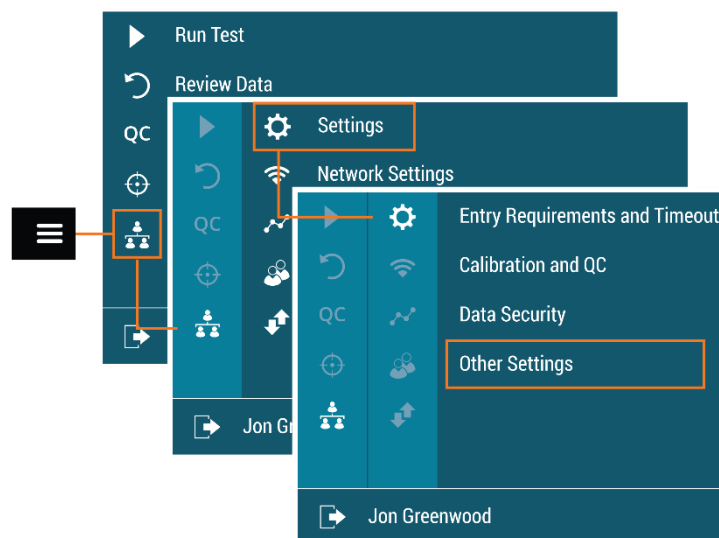 Run Test
Review Data
QC
QC
Settings
Network Settings
Jon Gr
QC
Entry Requirements and Timeout
Calibration and QC
Data Security
Other Settings
Jon Greenwood